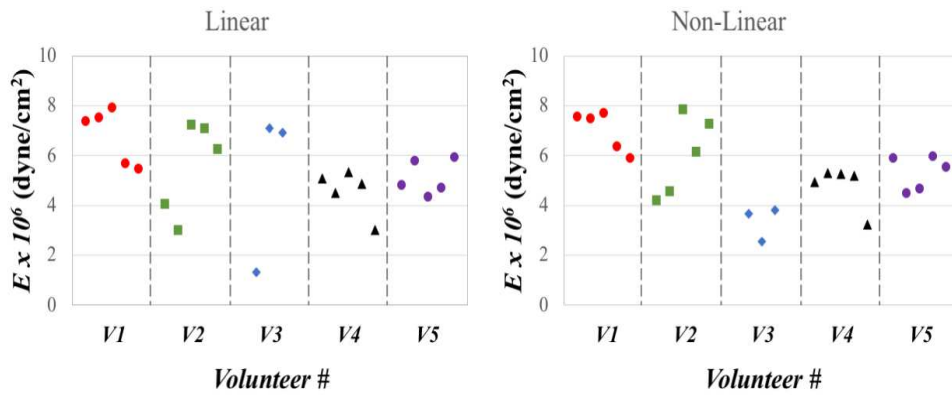 Linear
10
8
6
4
2
0
E x 10⁶ (dyne/cm²)
V1 V2 V3 V4 V5
Volunteer #
Non-Linear
10
8
6
4
2
0
E x 10⁶ (dyne/cm²)
V1 V2 V3 V4 V5
Volunteer #